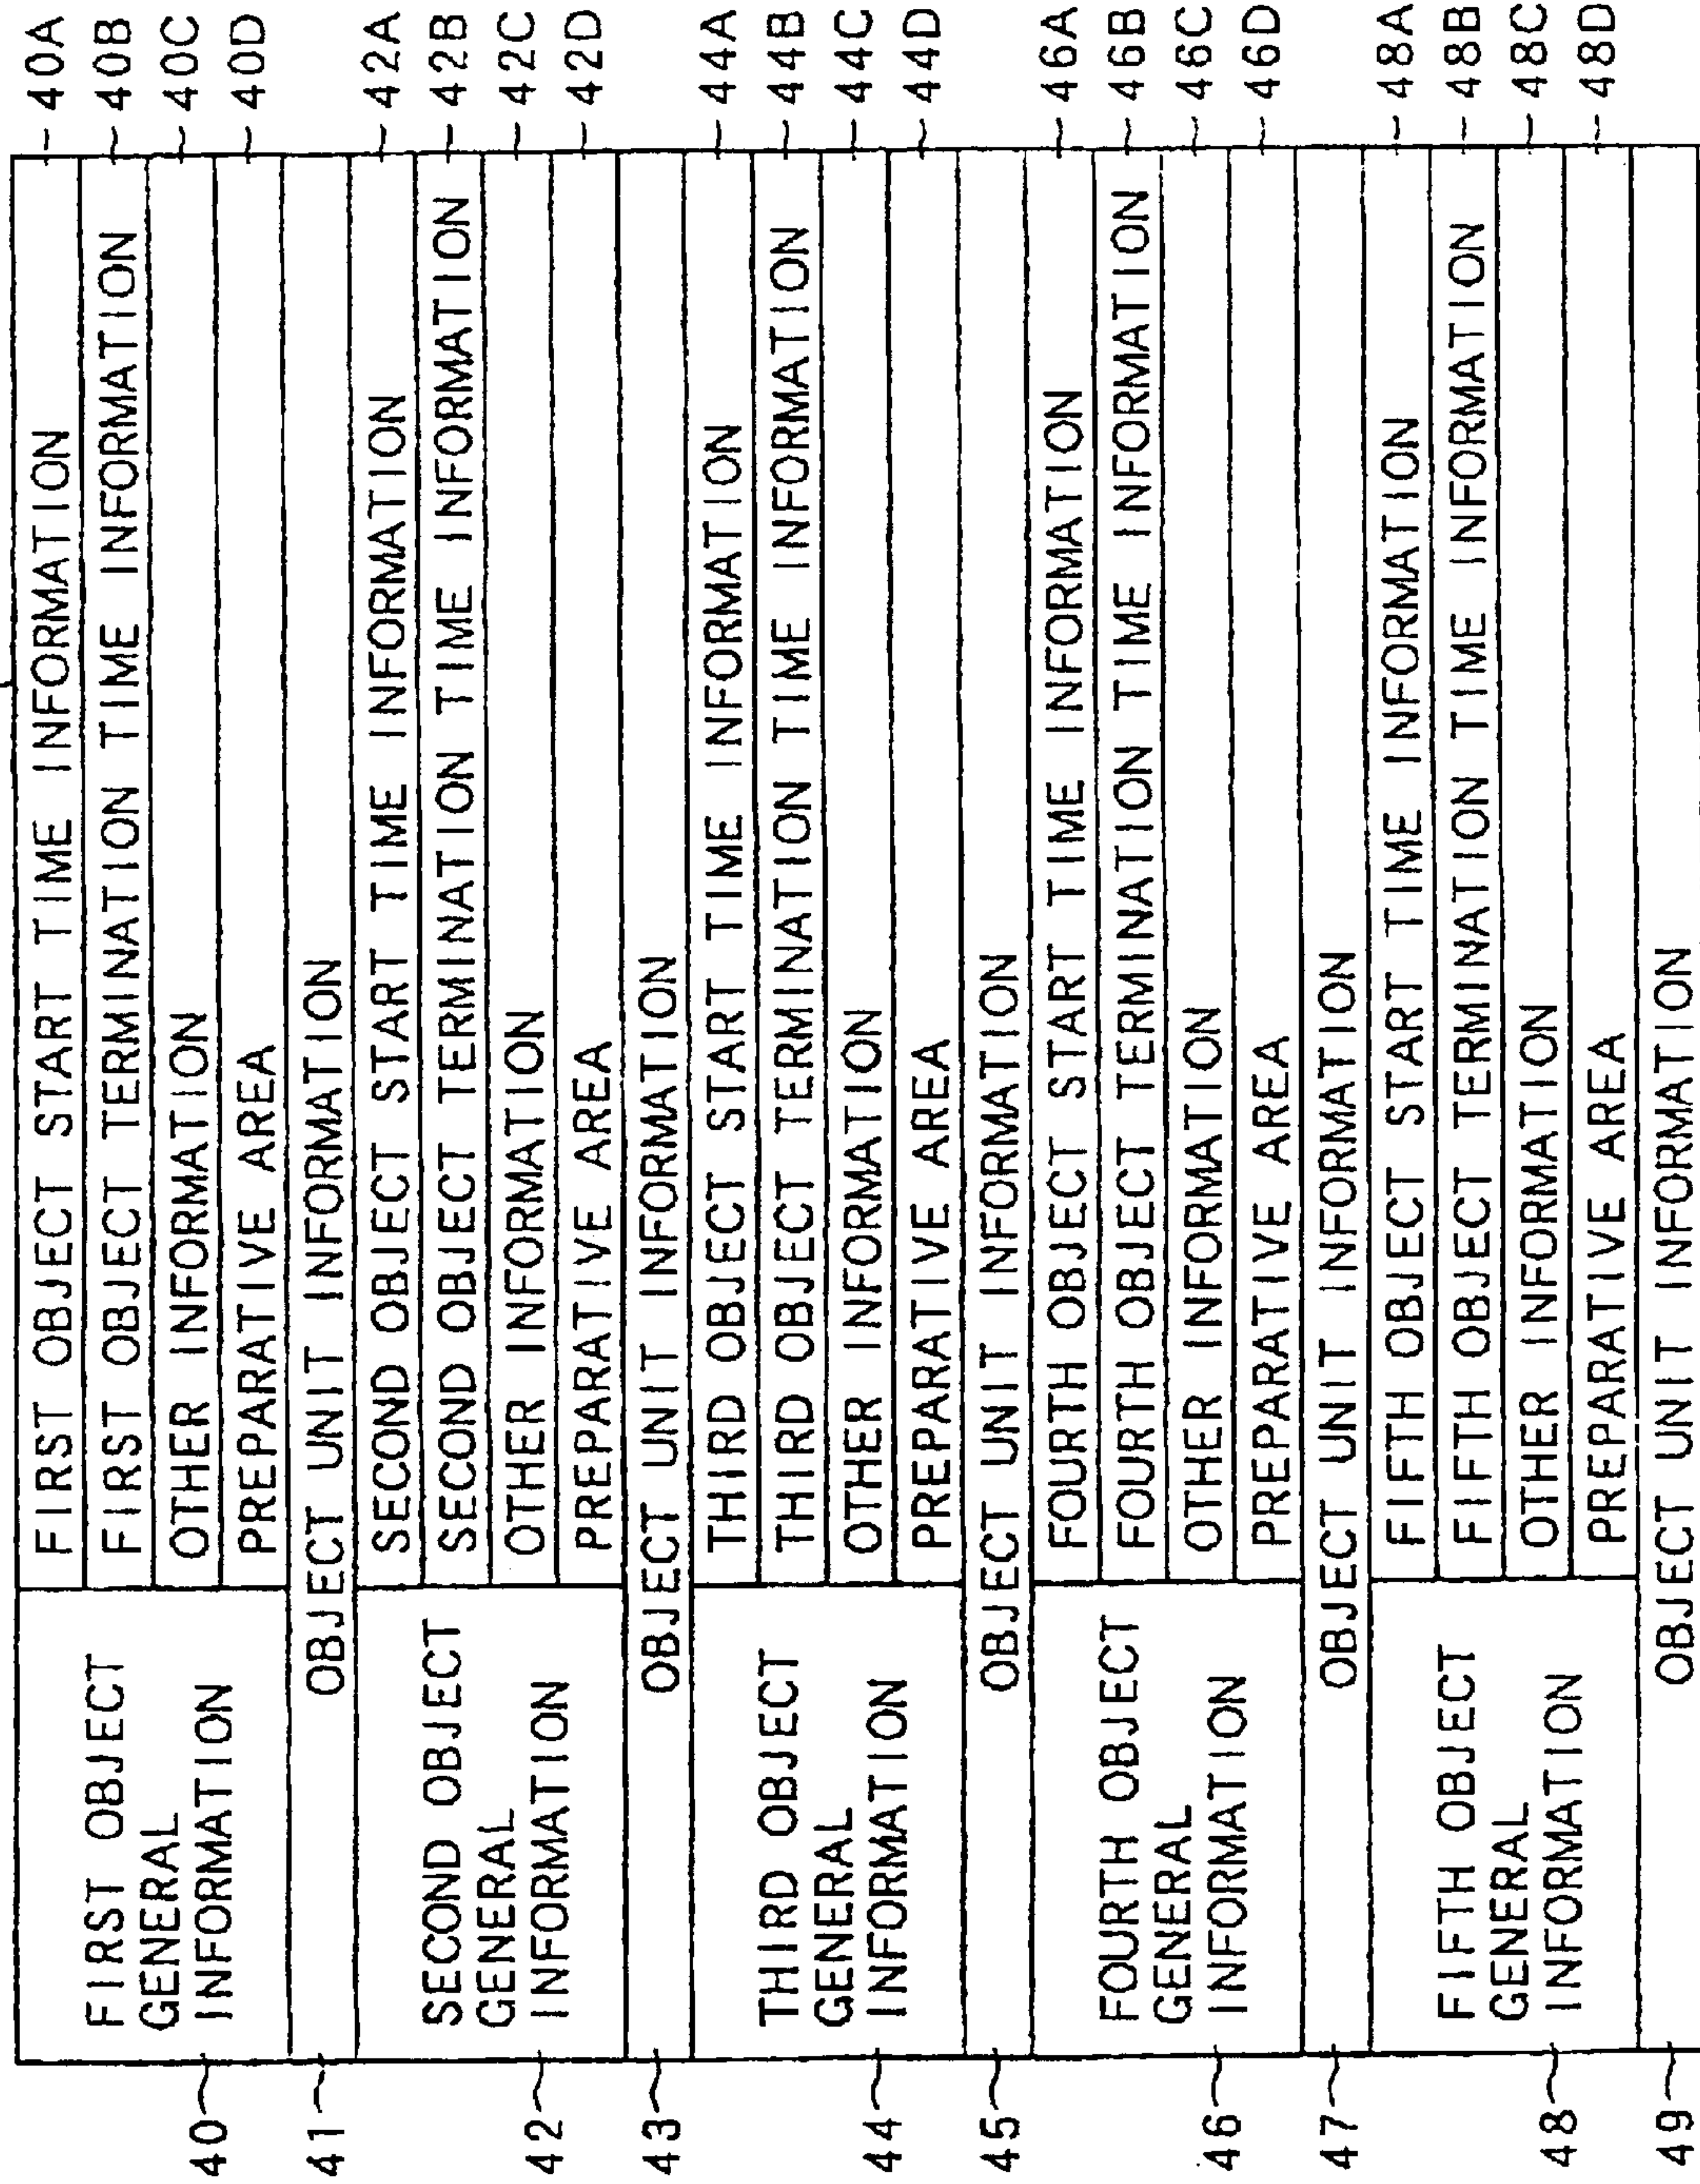 40
FIRST OBJECT
GENERAL
INFORMATION
FIRST OBJECT START TIME INFORMATION
40A
FIRST OBJECT TERMINATION TIME INFORMATION
40B
OTHER INFORMATION
40C
PREPARATIVE AREA
40D
41
OBJECT UNIT INFORMATION
42
SECOND OBJECT
GENERAL
INFORMATION
SECOND OBJECT START TIME INFORMATION
42A
SECOND OBJECT TERMINATION TIME INFORMATION
42B
OTHER INFORMATION
42C
PREPARATIVE AREA
42D
43
OBJECT UNIT INFORMATION
44
THIRD OBJECT
GENERAL
INFORMATION
THIRD OBJECT START TIME INFORMATION
44A
THIRD OBJECT TERMINATION TIME INFORMATION
44B
OTHER INFORMATION
44C
PREPARATIVE AREA
44D
45
OBJECT UNIT INFORMATION
46
FOURTH OBJECT
GENERAL
INFORMATION
FOURTH OBJECT START TIME INFORMATION
46A
FOURTH OBJECT TERMINATION TIME INFORMATION
46B
OTHER INFORMATION
46C
PREPARATIVE AREA
46D
47
OBJECT UNIT INFORMATION
48
FIFTH OBJECT
GENERAL
INFORMATION
FIFTH OBJECT START TIME INFORMATION
48A
FIFTH OBJECT TERMINATION TIME INFORMATION
48B
OTHER INFORMATION
48C
PREPARATIVE AREA
48D
49
OBJECT UNIT INFORMATION